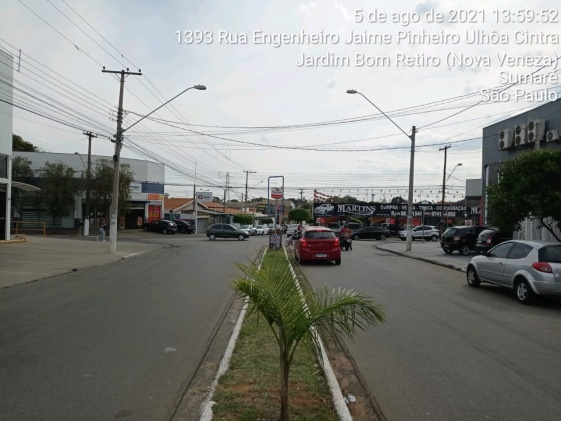 5 de ago de 2021 13:59:52
1393 Rua Engenheiro Jaime Pinheiro Ulhôa Cintra
Jardim Bom Retiro (Nova Veneza)
Sumaré
São Paulo
MARTINS